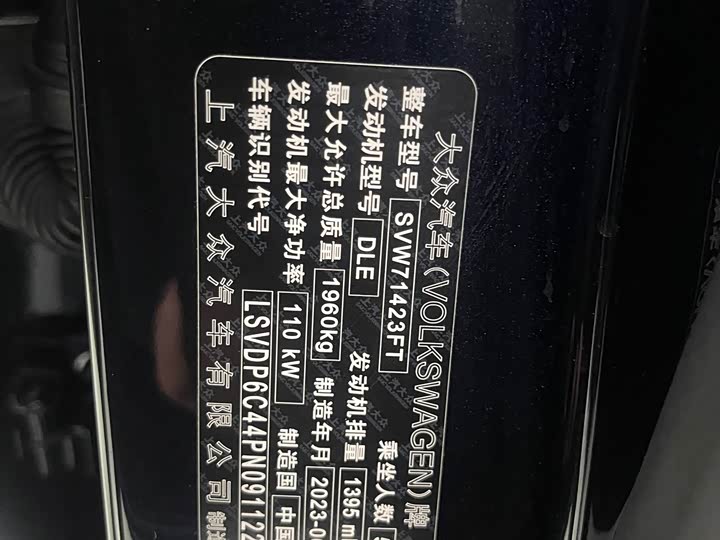 大众汽车(VOLKSWAGEN)牌
整车型号 SVW71423FT 乘坐人数
发动机型号 DLE 发动机排量 1395 m
最大允许总质量 1960kg 制造年月 2023-0
发动机最大净功率 110 kW 制造国 中国
车辆识别代号 LSVDP6C44PN091122
上汽大众汽车有限公司制造